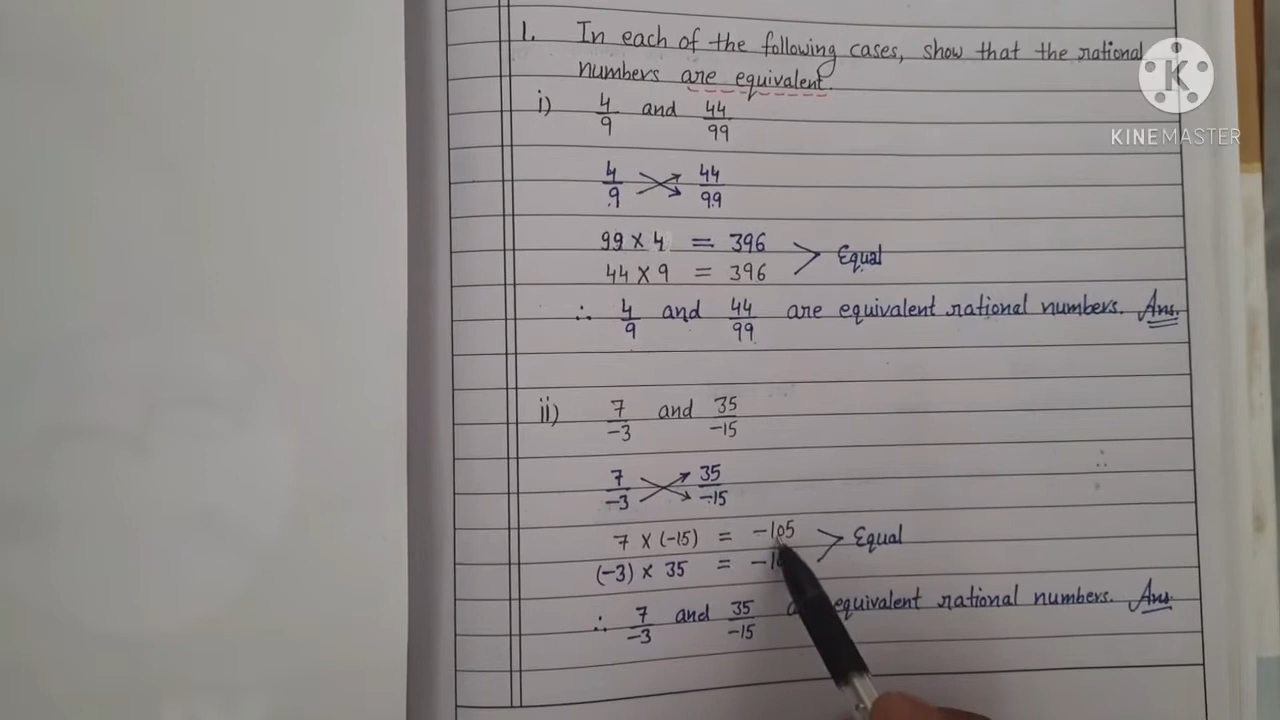 1. In each of the following cases, show that the rational
numbers are equivalent.
i) 4/9 and 44/99
4/9 44/99
99 × 4 = 396
44 × 9 = 396 > Equal
∴ 4/9 and 44/99 are equivalent rational numbers. Ans.
ii) 7/-3 and 35/-15
7/-3 35/-15
7 × (-15) = -105
(-3) × 35 = > Equal
∴ 7/-3 and 35/-15 equivalent rational numbers. Ans.
K
KINEMASTER